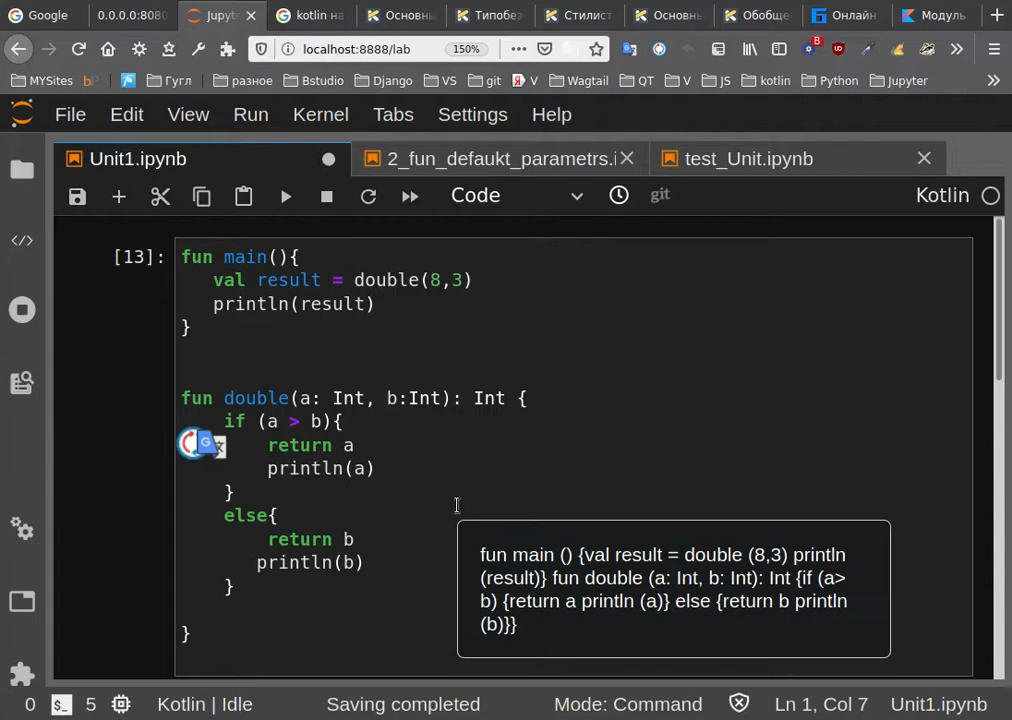 Google
0.0.0.0:8080
Jupyte
kotlin на
Основны
Типобез
Стилист
Основны
Обобще
Онлайн
Модуль
localhost:8888/lab
150%
MYSites
Гугл
разное
Bstudio
Django
VS
git
V
Wagtail
QT
V
JS
kotlin
Python
Jupyter
File Edit View Run Kernel Tabs Settings Help
Unit1.ipynb
2_fun_defaukt_parametrs.i
test_Unit.ipynb
Code
git
Kotlin
[13]:
fun main(){
val result = double(8,3)
println(result)
}
fun double(a: Int, b:Int): Int {
if (a > b){
return a
println(a)
}
else{
return b
println(b)
}
}
fun main () {val result = double (8,3) println
(result)} fun double (a: Int, b: Int): Int {if (a>
b) {return a println (a)} else {return b println
(b)}}
0 $_ 5 Kotlin | Idle Saving completed Mode: Command Ln 1, Col 7 Unit1.ipynb